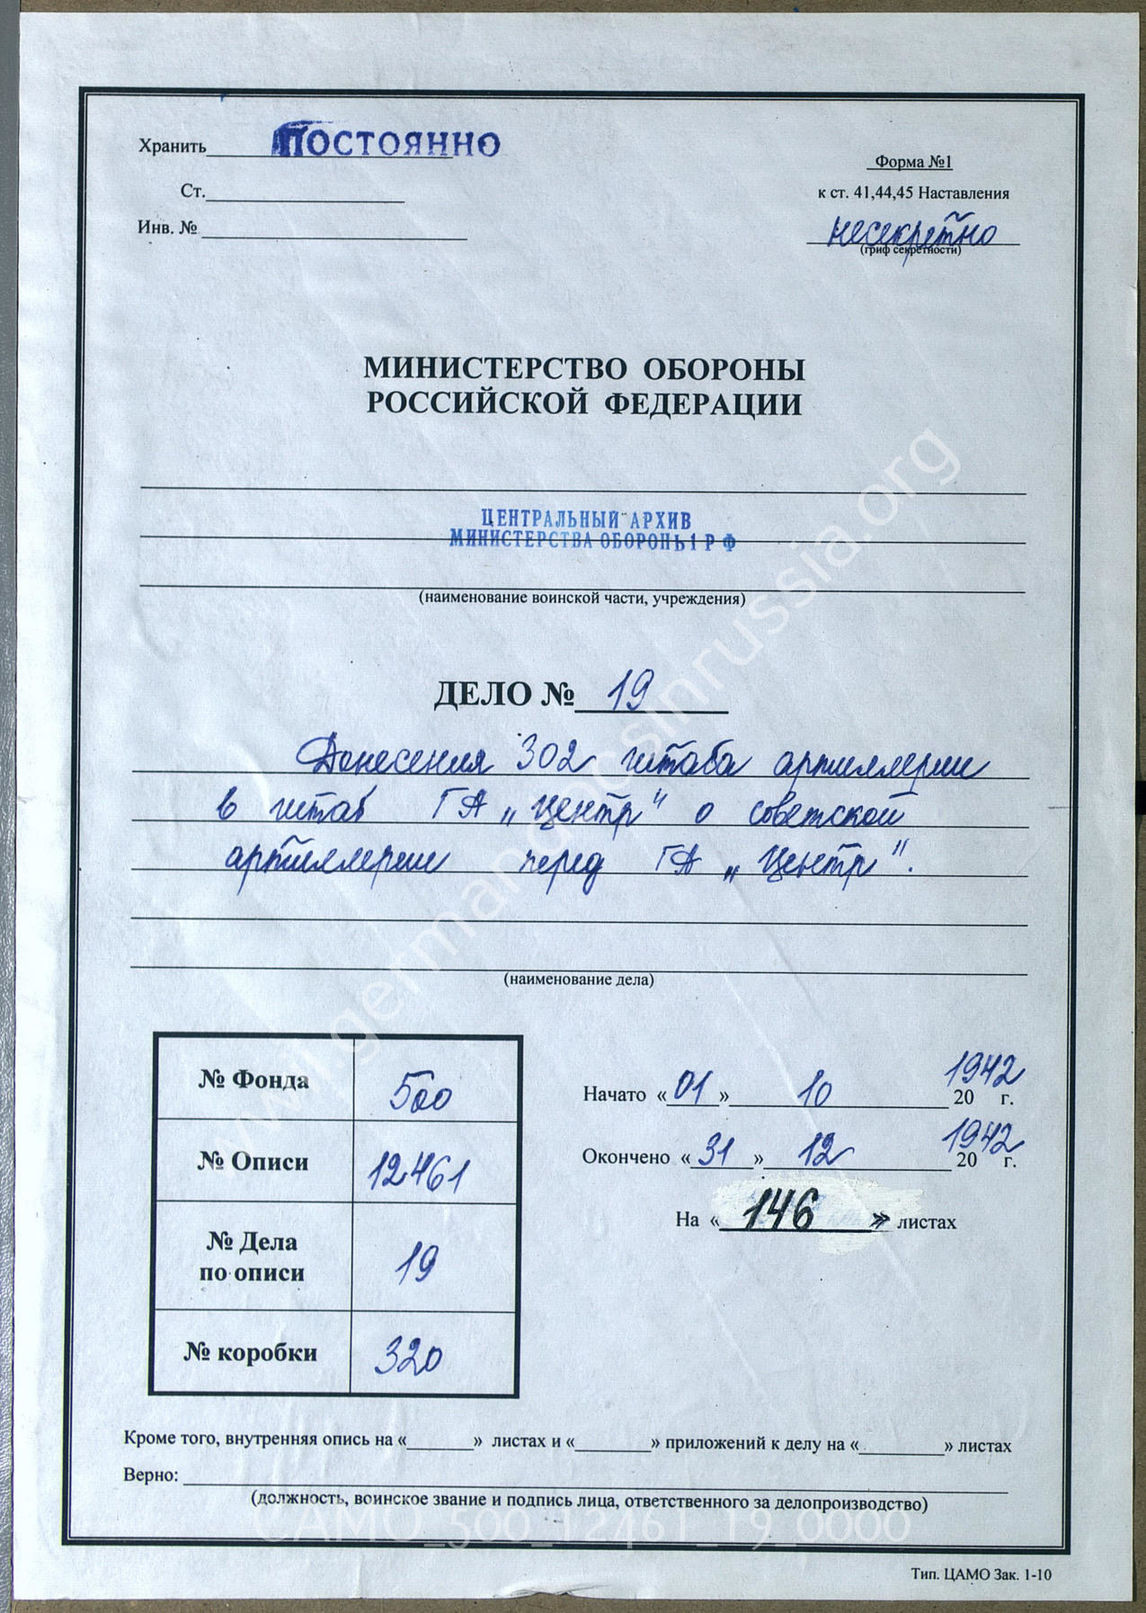 Хранить ПОСТОЯННО
Форма №1
Ст.
к ст. 41,44,45 Наставления
Инв. №
несекретно
(гриф секретности)
МИНИСТЕРСТВО ОБОРОНЫ
РОССИЙСКОЙ ФЕДЕРАЦИИ
ЦЕНТРАЛЬНЫЙ АРХИВ
МИНИСТЕРСТВА ОБОРОНЫ РФ
(наименование воинской части, учреждения)
ДЕЛО № 19
Донесения 302 штаба артиллерии
в штаб ГА „Центр" о советской
артиллерии перед ГА „Центр".
(наименование дела)
№ Фонда 500
№ Описи 12461
№ Дела
по описи 19
№ коробки 320
Начато «01» 10 1942 20 г.
Окончено «31» 12 1942 20 г.
На «146» листах
Кроме того, внутренняя опись на « » листах и « » приложений к делу на « » листах
Верно:
(должность, воинское звание и подпись лица, ответственного за делопроизводство)
CAMO_500_12461_19_0000
Тип. ЦАМО Зак. 1-10
www.germandocsinrussia.org